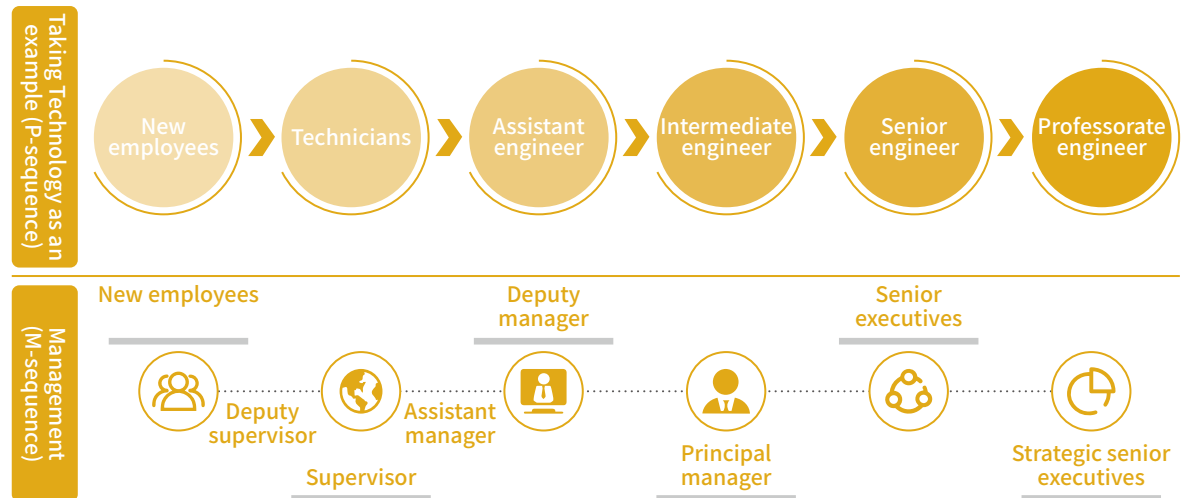 Taking Technology as an
example (P-sequence)
New
employees
Technicians
Assistant
engineer
Intermediate
engineer
Senior
engineer
Professorate
engineer
Management
(M-sequence)
New employees
Deputy
supervisor
Supervisor
Assistant
manager
Deputy
manager
Principal
manager
Senior
executives
Strategic senior
executives